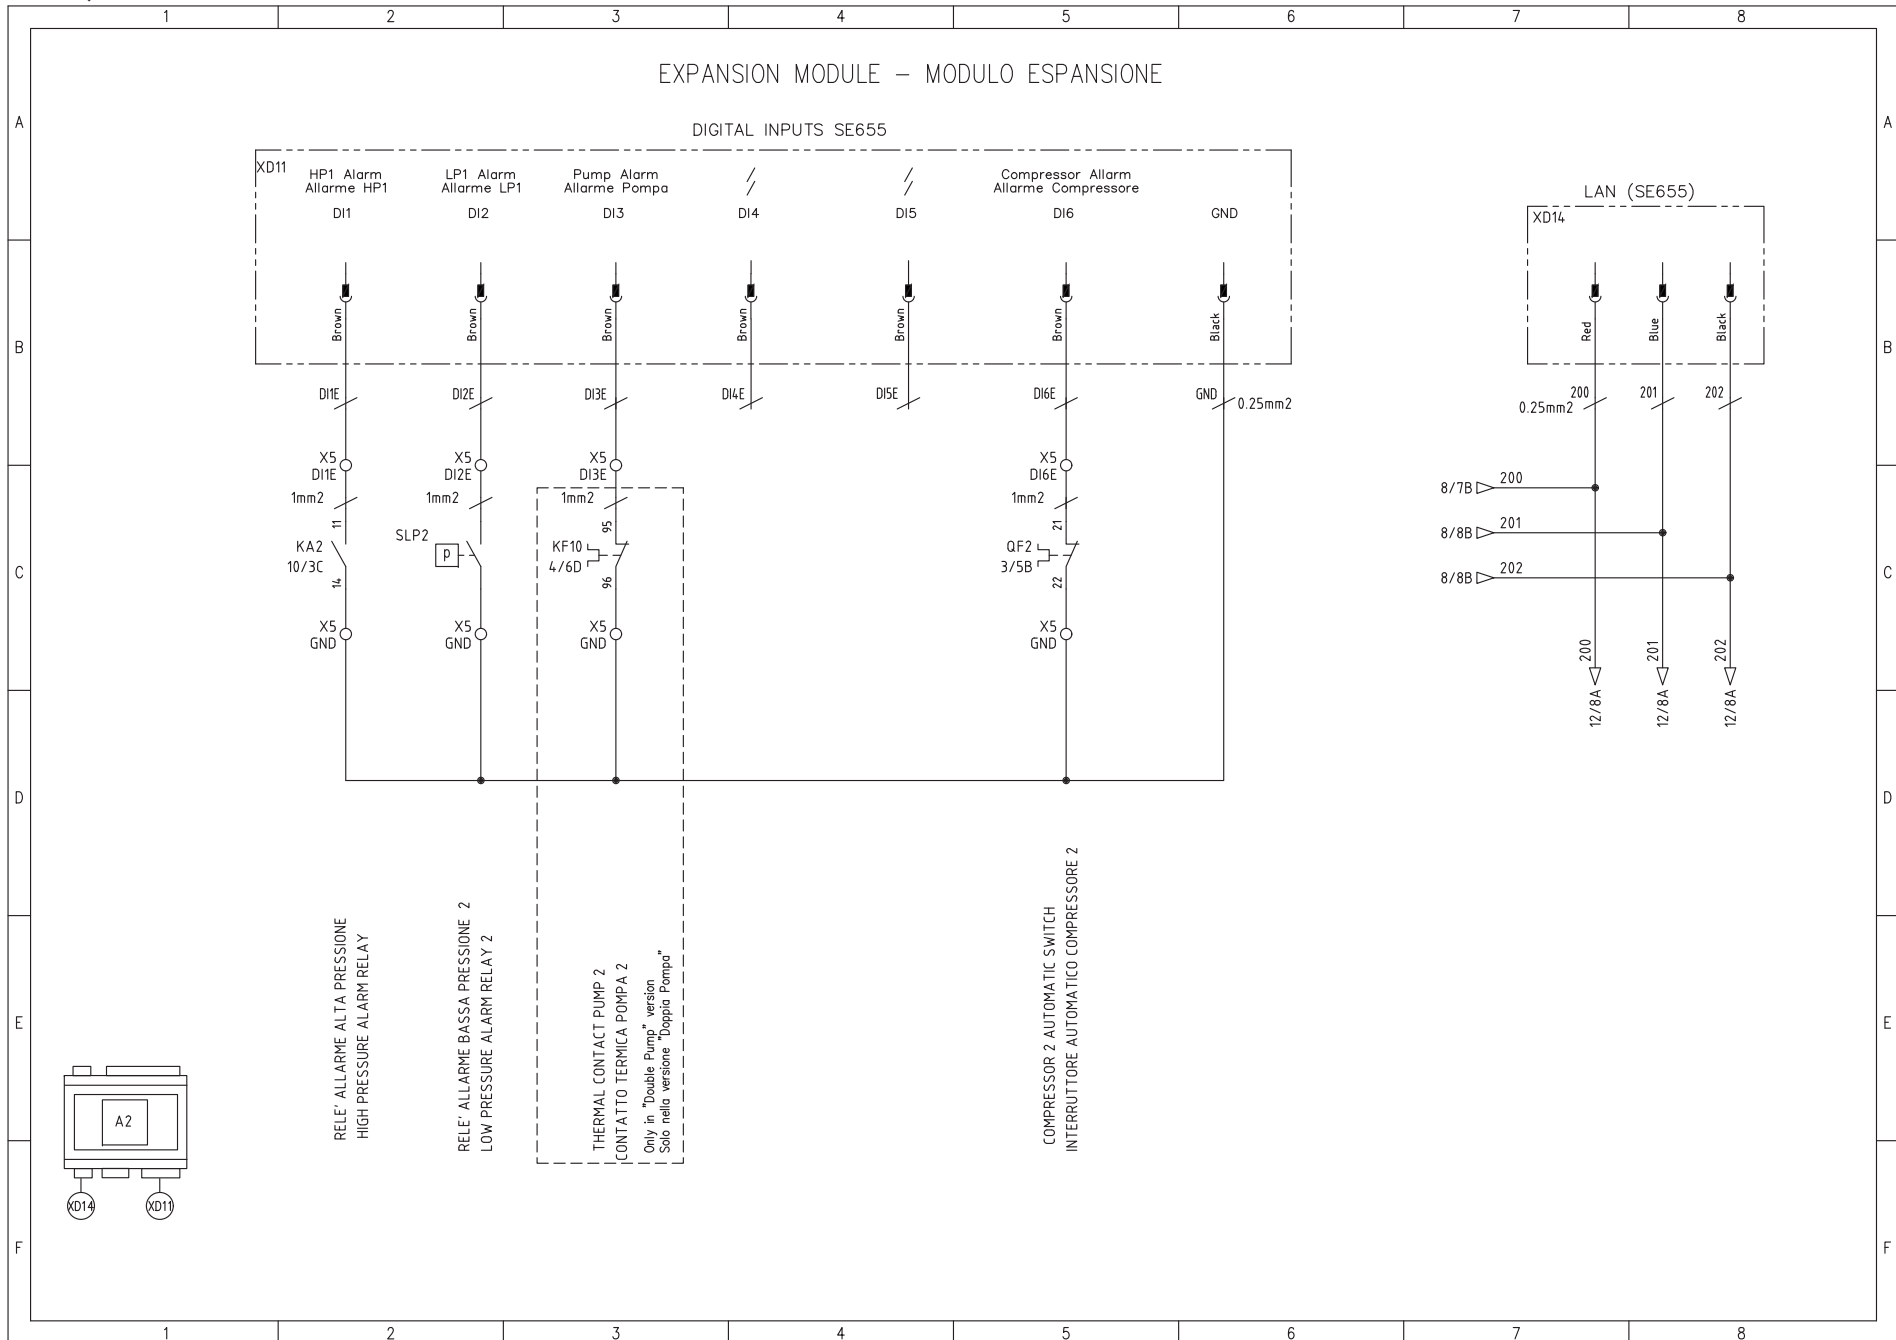 1 2 3 4 5 6 7 8
EXPANSION MODULE – MODULO ESPANSIONE
A A
DIGITAL INPUTS SE655
XD11
HP1 Alarm
Allarme HP1
DI1
LP1 Alarm
Allarme LP1
DI2
Pump Alarm
Allarme Pompa
DI3
//
DI4
//
DI5
Compressor Allarm
Allarme Compressore
DI6
GND
LAN (SE655)
XD14
B B
Brown
Brown
Brown
Brown
Brown
Brown
Black
Red
Blue
Black
DI1E
DI2E
DI3E
DI4E
DI5E
DI6E
GND
0.25mm2
200
0.25mm2
201
202
X5
DI1E
1mm2
X5
DI2E
1mm2
X5
DI3E
1mm2
X5
DI6E
1mm2
8/7B 200
8/8B 201
8/8B 202
C C
11
KA2
10/3C
14
SLP2
P
95
KF10
4/6D
96
21
QF2
3/5B
22
X5
GND
X5
GND
X5
GND
X5
GND
200
201
202
12/8A
12/8A
12/8A
D D
RELE' ALLARME ALTA PRESSIONE
HIGH PRESSURE ALARM RELAY
RELE' ALLARME BASSA PRESSIONE 2
LOW PRESSURE ALARM RELAY 2
THERMAL CONTACT PUMP 2
CONTATTO TERMICA POMPA 2
Only in "Double Pump" version
Solo nella versione "Doppia Pompa"
COMPRESSOR 2 AUTOMATIC SWITCH
INTERRUTTORE AUTOMATICO COMPRESSORE 2
E E
A2
XD14
XD11
F F
1 2 3 4 5 6 7 8